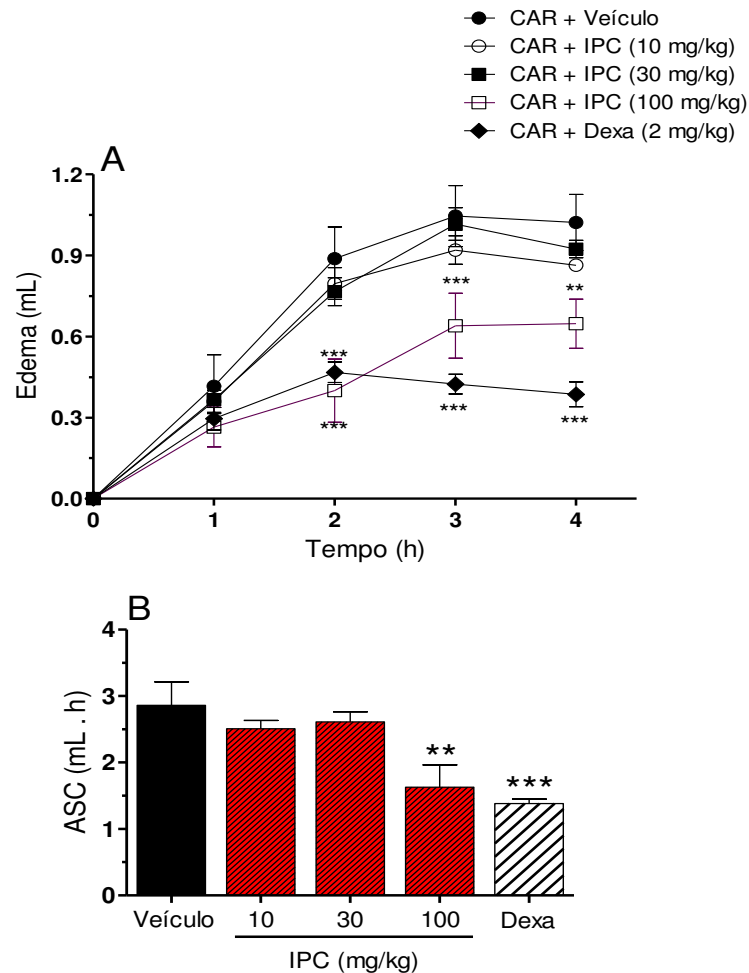 CAR + Veículo
CAR + IPC (10 mg/kg)
CAR + IPC (30 mg/kg)
CAR + IPC (100 mg/kg)
CAR + Dexa (2 mg/kg)
A
1.2
0.9
0.6
0.3
0.0
Edema (mL)
***
**
***
***
***
***
0
1
2
3
4
Tempo (h)
B
4
3
2
1
0
ASC (mL . h)
**
***
Veículo
10
30
100
Dexa
IPC (mg/kg)